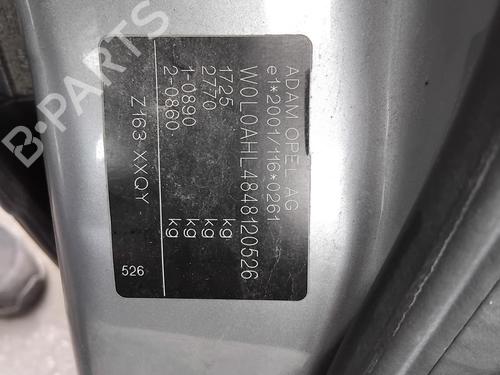 ADAM OPEL AG
e1*2001/116*0261
W0L0AHL4848120526
1725 kg
2770 kg
1-0890 kg
2-0860 kg
Z163 XXQY
526
B-PARTS